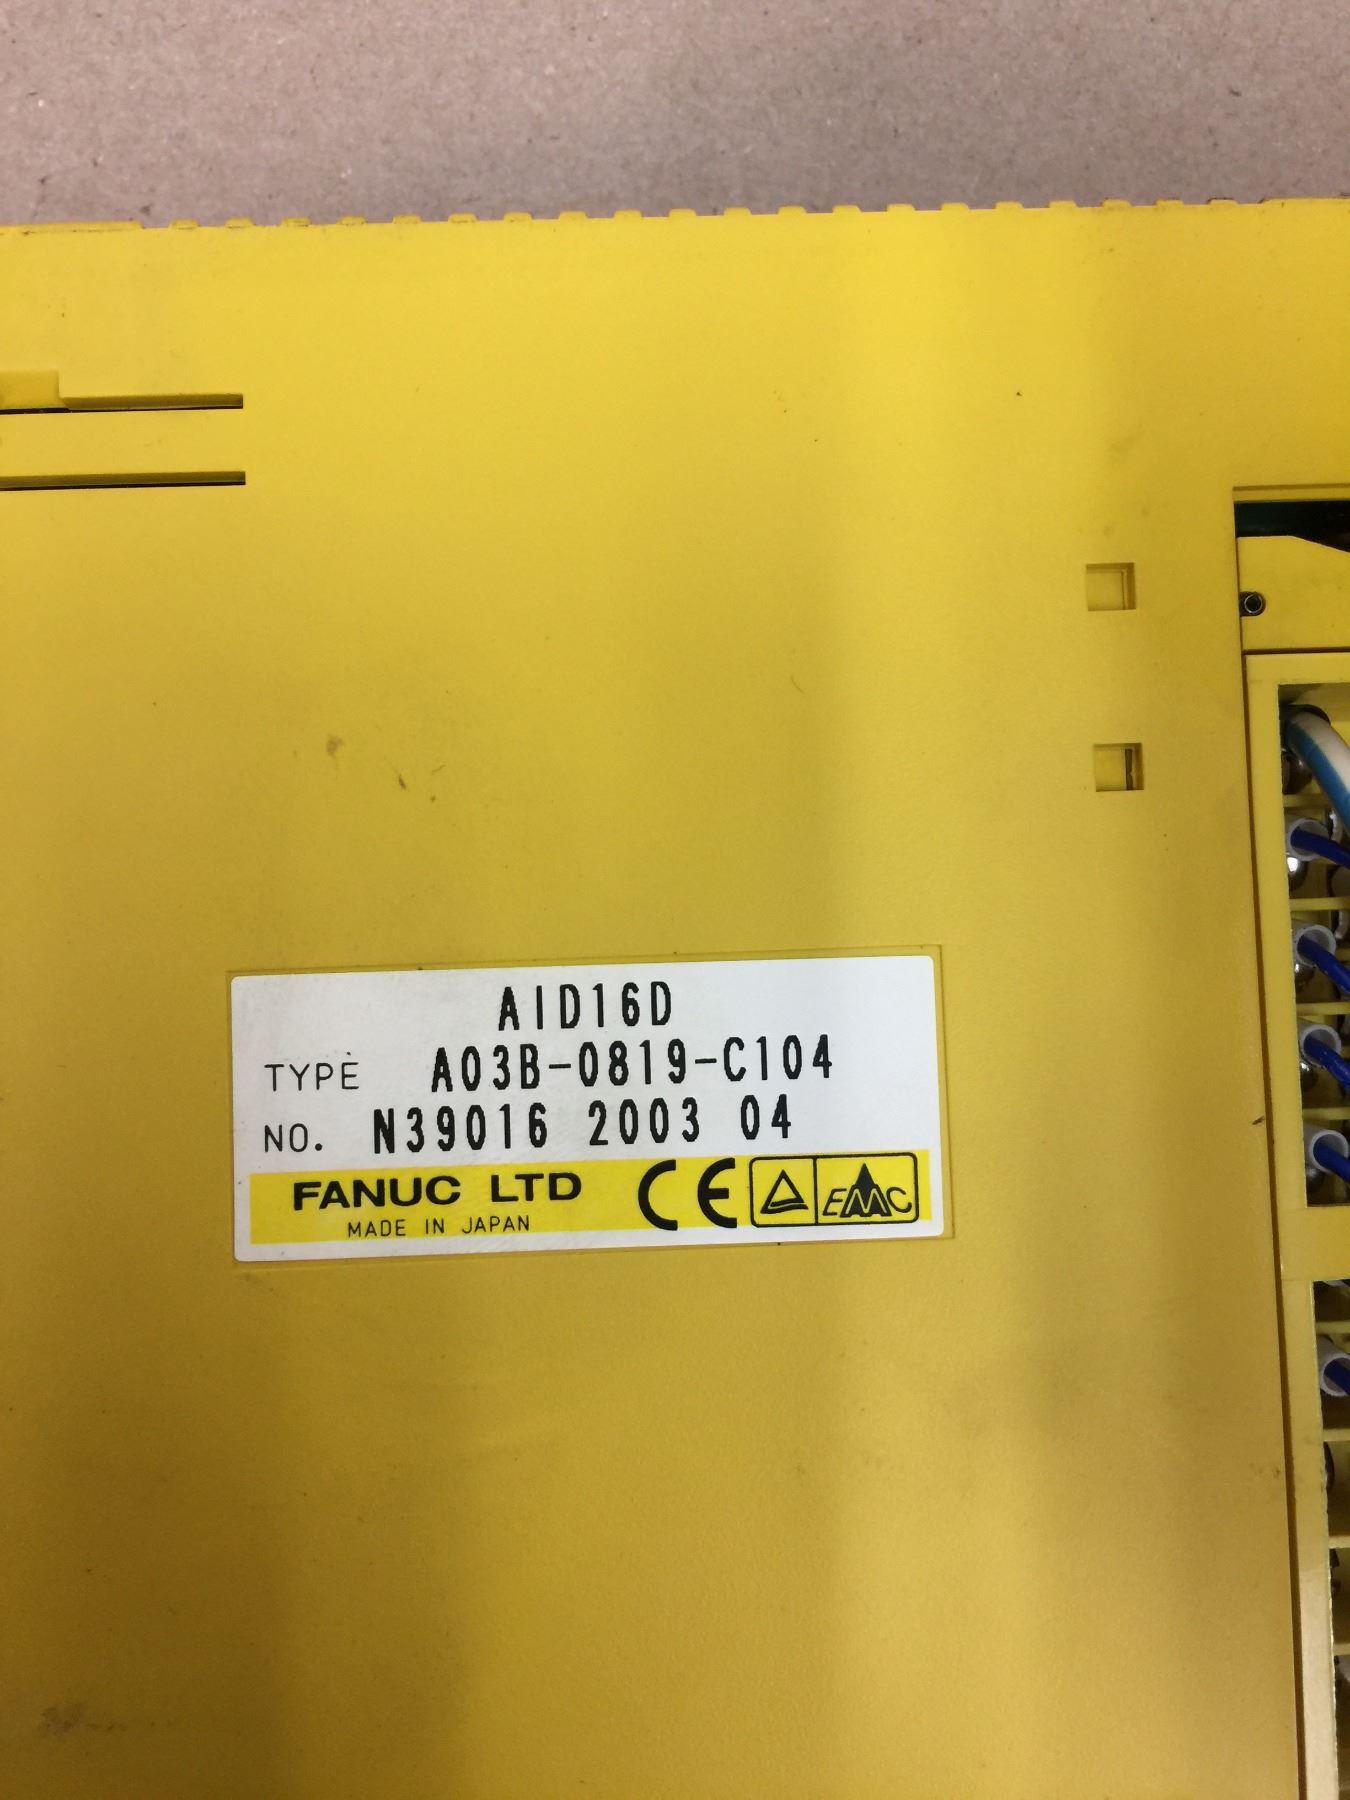 AID16D
TYPE A03B-0819-C104
NO. N39016 2003 04
FANUC LTD CE EMC
MADE IN JAPAN